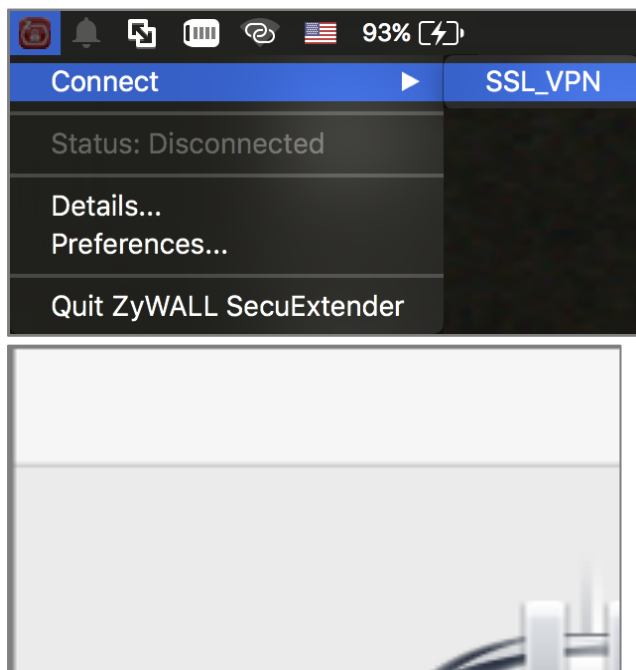 93%
Connect SSL_VPN
Status: Disconnected
Details...
Preferences...
Quit ZyWALL SecuExtender